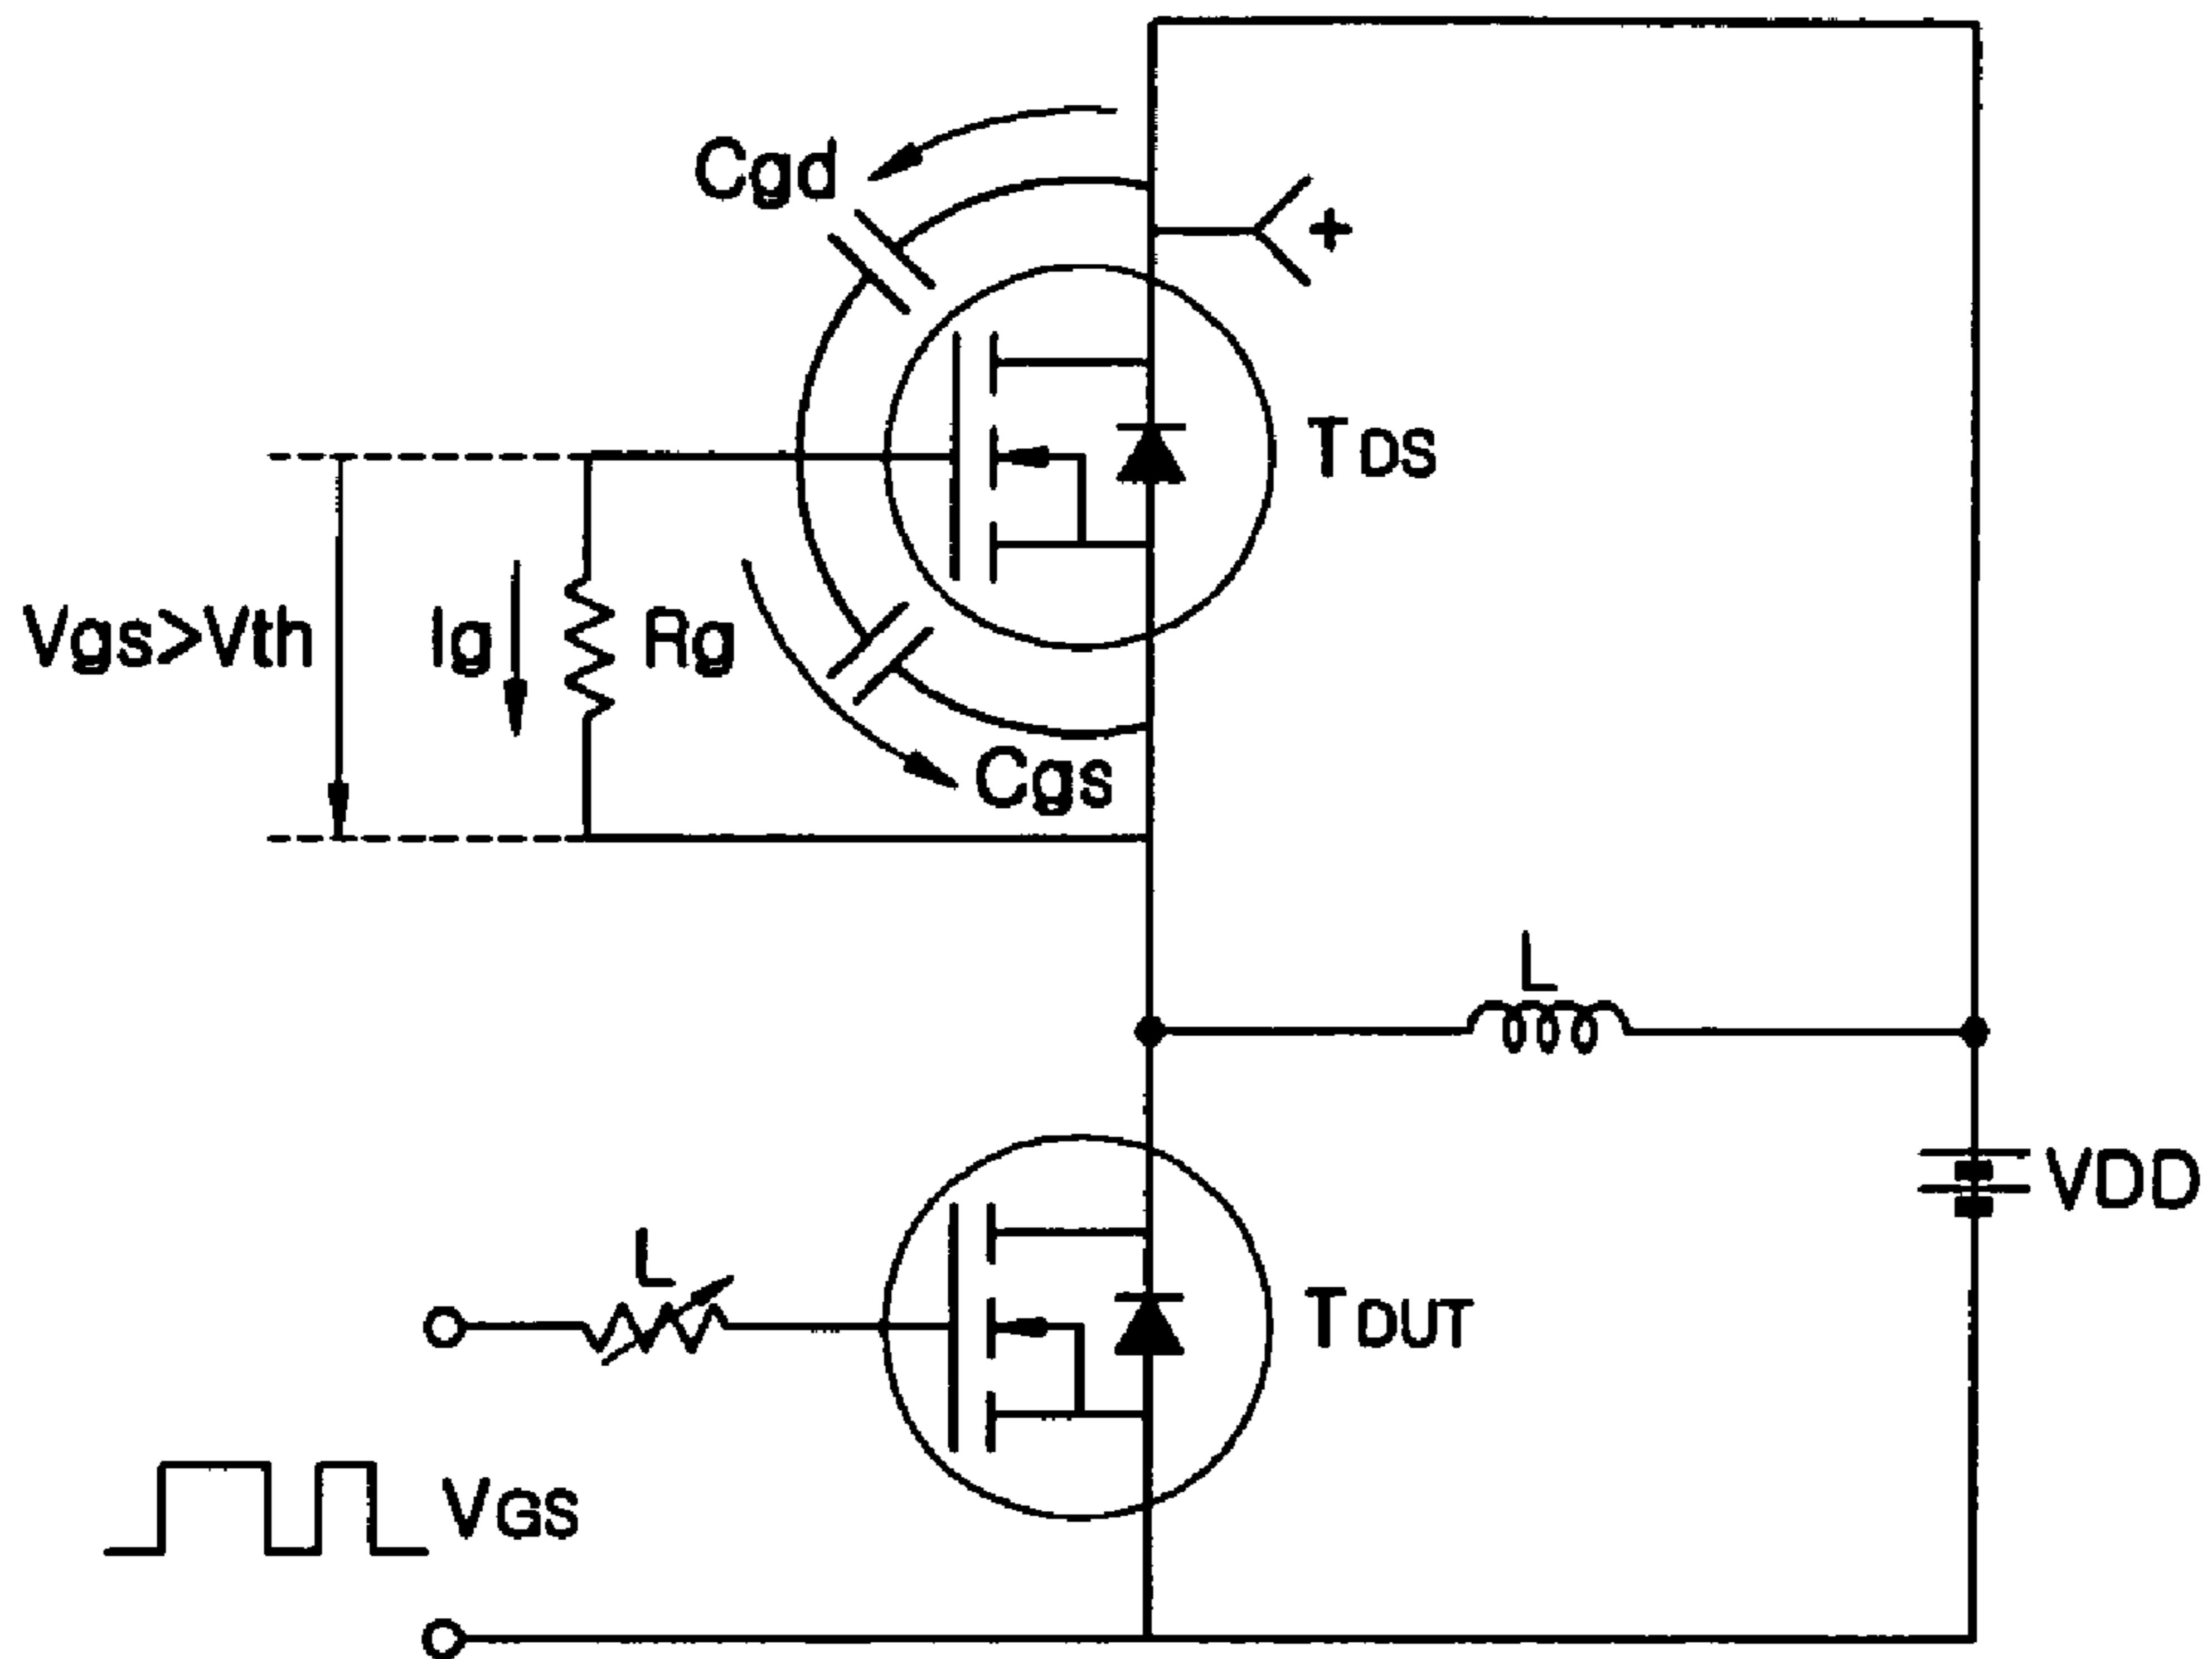 Cgd
+
TDS
Vgs>Vth
Ig
Rg
Cgs
L
VDD
L
TDUT
VGS